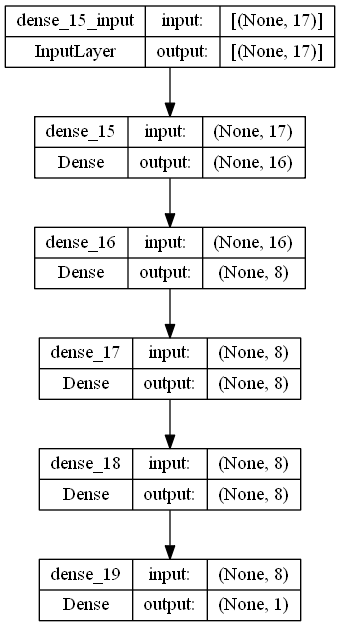 dense_15_input input: [(None, 17)]
InputLayer output: [(None, 17)]
dense_15 input: (None, 17)
Dense output: (None, 16)
dense_16 input: (None, 16)
Dense output: (None, 8)
dense_17 input: (None, 8)
Dense output: (None, 8)
dense_18 input: (None, 8)
Dense output: (None, 8)
dense_19 input: (None, 8)
Dense output: (None, 1)